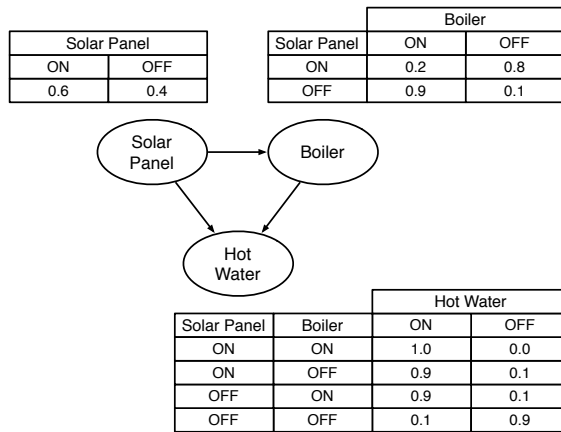 Solar Panel
ON OFF
0.6 0.4
Boiler
Solar Panel ON OFF
ON 0.2 0.8
OFF 0.9 0.1
Solar
Panel
Boiler
Hot
Water
Hot Water
Solar Panel Boiler ON OFF
ON ON 1.0 0.0
ON OFF 0.9 0.1
OFF ON 0.9 0.1
OFF OFF 0.1 0.9